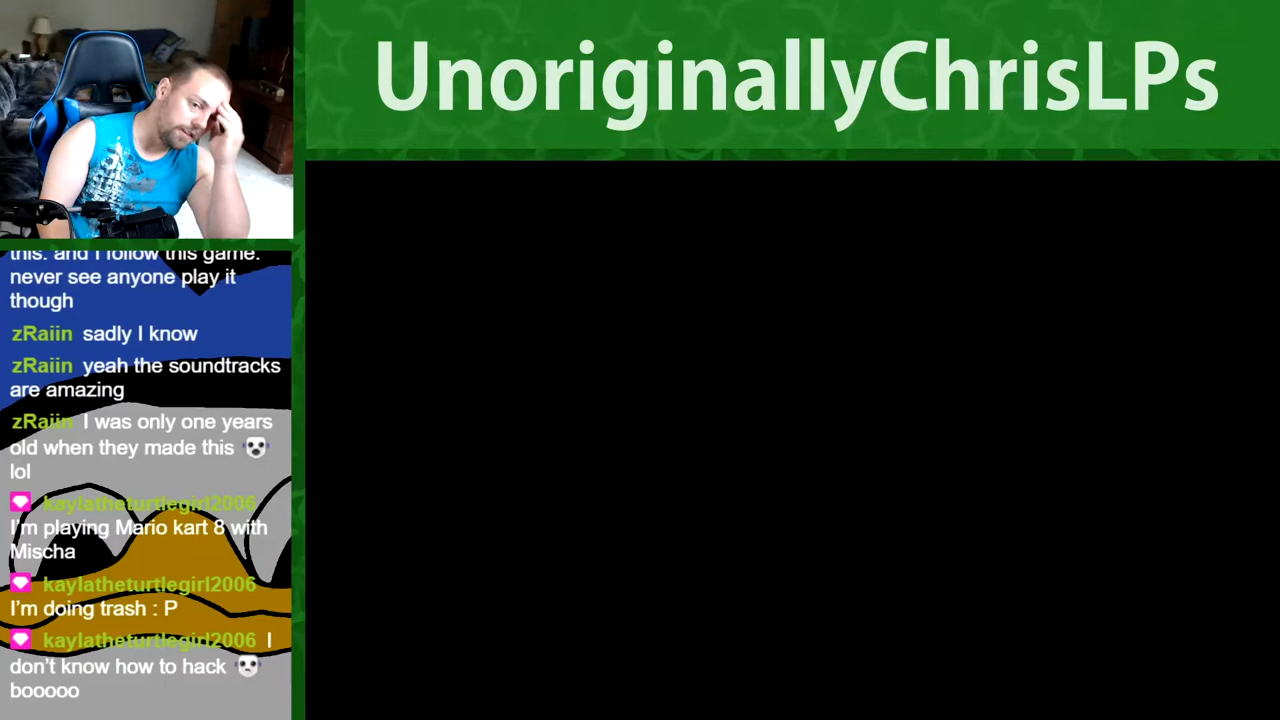 UnoriginallyChrisLPs
this. and I follow this game.
never see anyone play it
though
zRaiin sadly I know
zRaiin yeah the soundtracks
are amazing
zRaiin I was only one years
old when they made this
lol
kaylatheturtlegirl2006
I'm playing Mario kart 8 with
Mischa
kaylatheturtlegirl2006
I'm doing trash : P
kaylatheturtlegirl2006 I
don't know how to hack
booooo